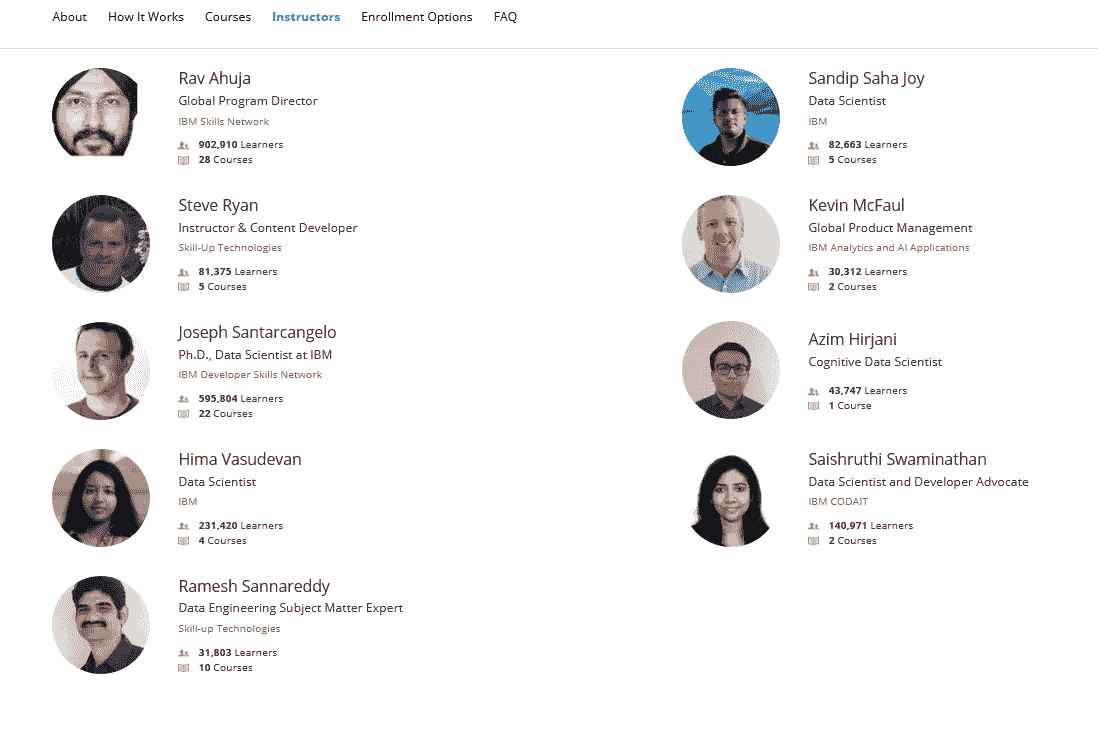 About How It Works Courses Instructors Enrollment Options FAQ
Rav Ahuja
Global Program Director
IBM Skills Network
902,910 Learners
28 Courses
Sandip Saha Joy
Data Scientist
IBM
82,663 Learners
5 Courses
Steve Ryan
Instructor & Content Developer
Skill-Up Technologies
81,375 Learners
5 Courses
Kevin McFaul
Global Product Management
IBM Analytics and AI Applications
30,312 Learners
2 Courses
Joseph Santarcangelo
Ph.D., Data Scientist at IBM
IBM Developer Skills Network
595,804 Learners
22 Courses
Azim Hirjani
Cognitive Data Scientist
43,747 Learners
1 Course
Hima Vasudevan
Data Scientist
IBM
231,420 Learners
4 Courses
Saishruthi Swaminathan
Data Scientist and Developer Advocate
IBM CODAIT
140,971 Learners
2 Courses
Ramesh Sannareddy
Data Engineering Subject Matter Expert
Skill-up Technologies
31,803 Learners
10 Courses